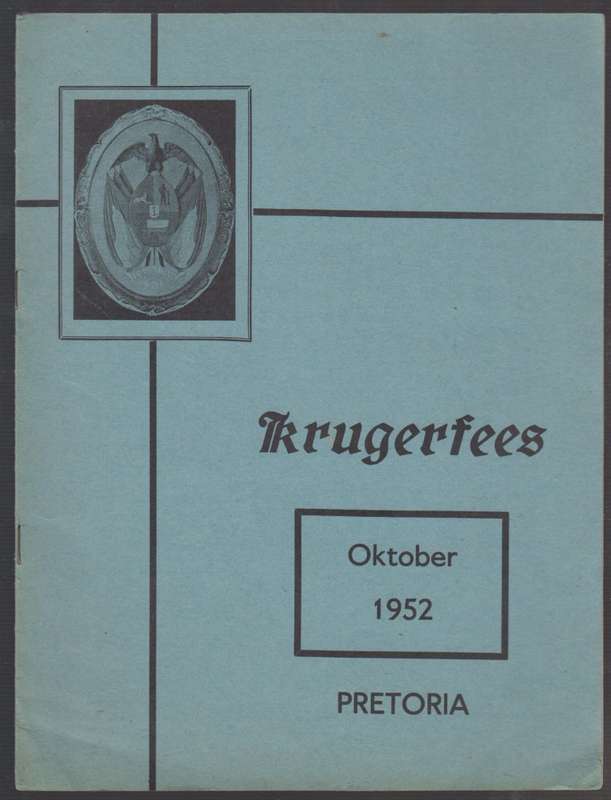 Krugerfees
Oktober
1952
PRETORIA